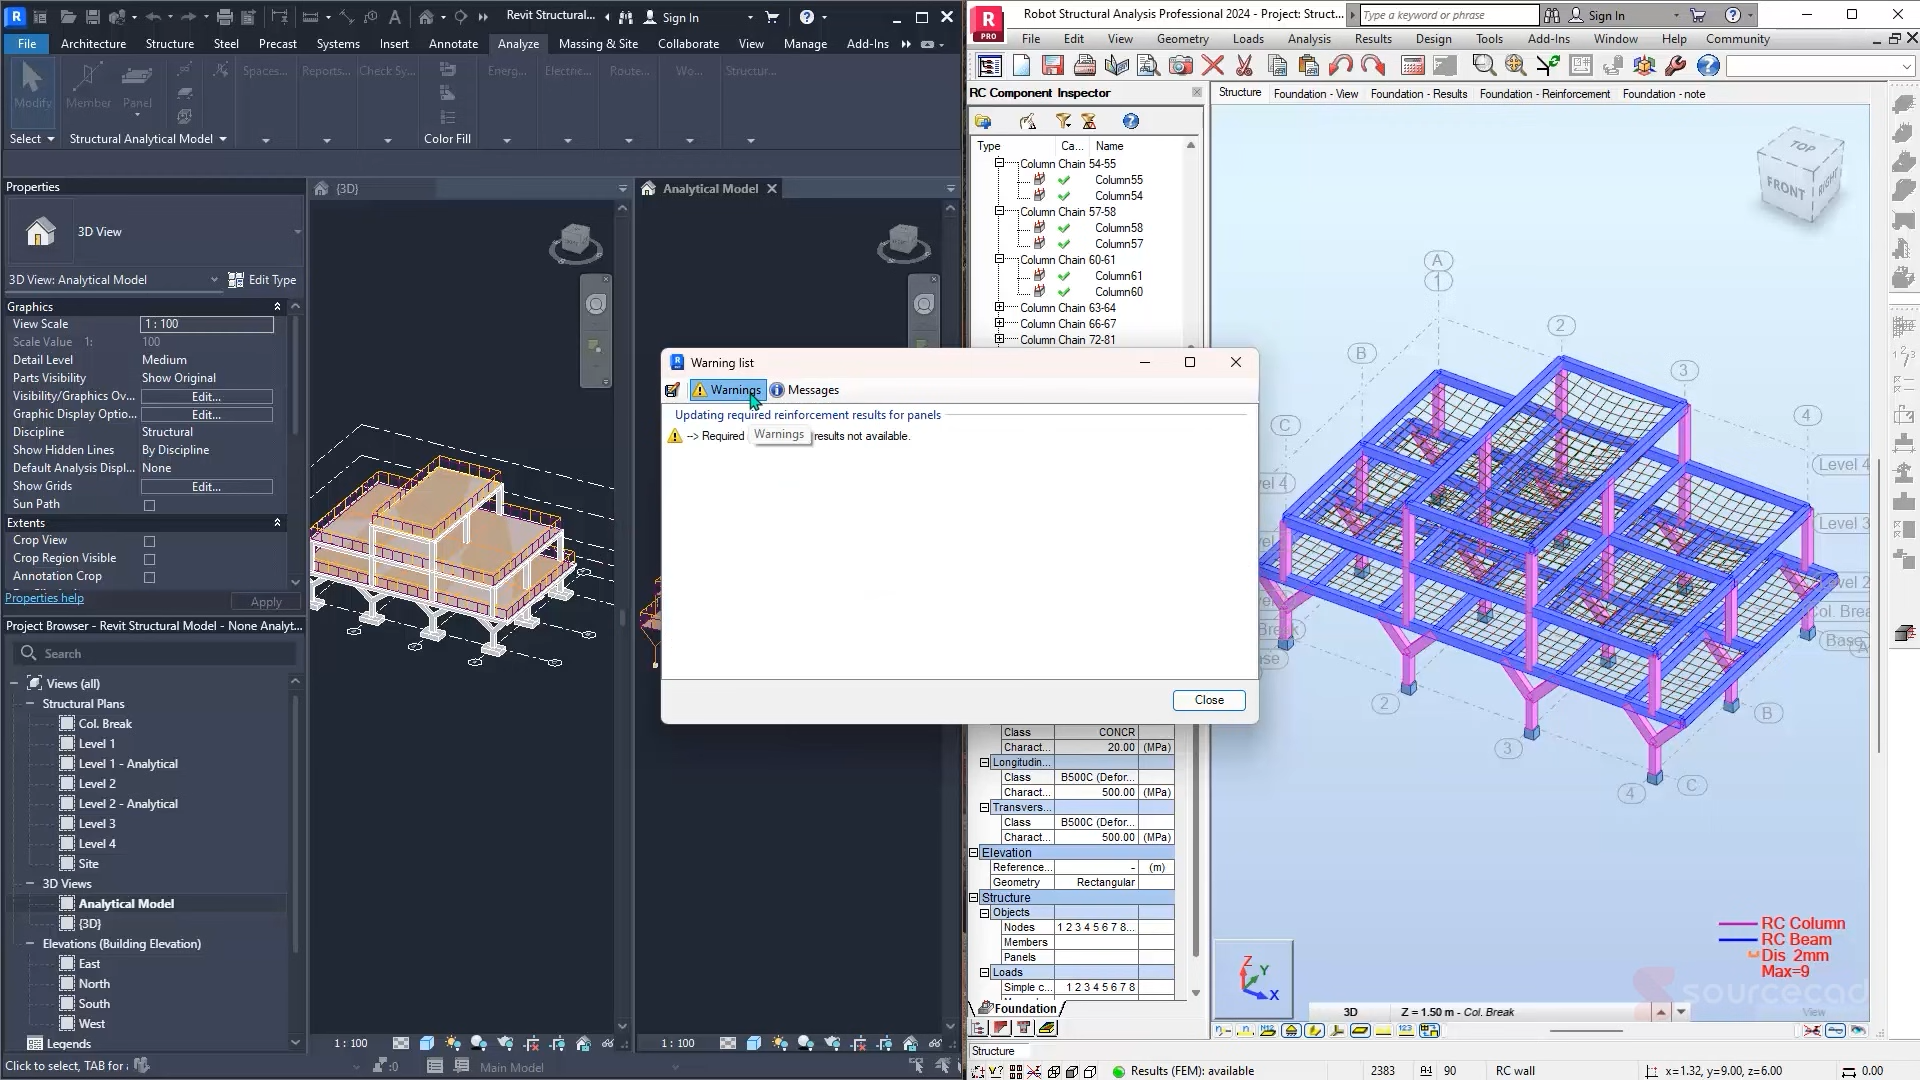 Revit Structural...
Sign In
File
Architecture
Structure
Steel
Precast
Systems
Insert
Annotate
Analyze
Massing & Site
Collaborate
View
Manage
Add-Ins
Modify
Member
Panel
Spaces...
Reports...
Check Sy...
Energ...
Electric...
Route...
Wo...
Structur...
Select
Structural Analytical Model
Color Fill
Properties
3D View
3D View: Analytical Model
Edit Type
Graphics
View Scale
1 : 100
Scale Value 1:
100
Detail Level
Medium
Parts Visibility
Show Original
Visibility/Graphics Ov...
Edit...
Graphic Display Optio...
Edit...
Discipline
Structural
Show Hidden Lines
By Discipline
Default Analysis Displ...
None
Show Grids
Edit...
Sun Path
Extents
Crop View
Crop Region Visible
Annotation Crop
Properties help
Apply
Project Browser - Revit Structural Model - None Analyt...
Search
Views (all)
Structural Plans
Col. Break
Level 1
Level 1 - Analytical
Level 2
Level 2 - Analytical
Level 3
Level 4
Site
3D Views
Analytical Model
{3D}
Elevations (Building Elevation)
East
North
South
West
Legends
Click to select, TAB for
:0
Main Model
{3D}
Analytical Model
1 : 100
1 : 100
Warning list
Warnings
Messages
Updating required reinforcement results for panels
--> Required
results not available.
Warnings
Close
PRO
Robot Structural Analysis Professional 2024 - Project: Struct...
Type a keyword or phrase
Sign In
File
Edit
View
Geometry
Loads
Analysis
Results
Design
Tools
Add-Ins
Window
Help
Community
RC Component Inspector
Type
Ca...
Name
Column Chain 54-55
Column55
Column54
Column Chain 57-58
Column58
Column57
Column Chain 60-61
Column61
Column60
Column Chain 63-64
Column Chain 66-67
Column Chain 72-81
Class
CONCR
Charact...
20.00
(MPa)
Longitudin...
Class
B500C (Defor...
Charact...
500.00
(MPa)
Transvers...
Class
B500C (Defor...
Charact...
500.00
(MPa)
Elevation
Reference...
-
(m)
Geometry
Rectangular
Structure
Objects
Nodes
1 2 3 4 5 6 7 8...
Members
Panels
Loads
Simple c...
1 2 3 4 5 6 7 8
Foundation
Structure
Structure
Foundation - View
Foundation - Results
Foundation - Reinforcement
Foundation - note
TOP
FRONT
RIGHT
A
1
2
B
3
C
4
Level 4
Level 3
Level 2
Col. Brea
Base
2
3
4
B
C
RC Column
RC Beam
Dis 2mm
Max=9
sourcecad
View
Z
Y
X
3D
Z = 1.50 m - Col. Break
Results (FEM): available
2383
90
RC wall
x=1.32, y=9.00, z=6.00
0.00